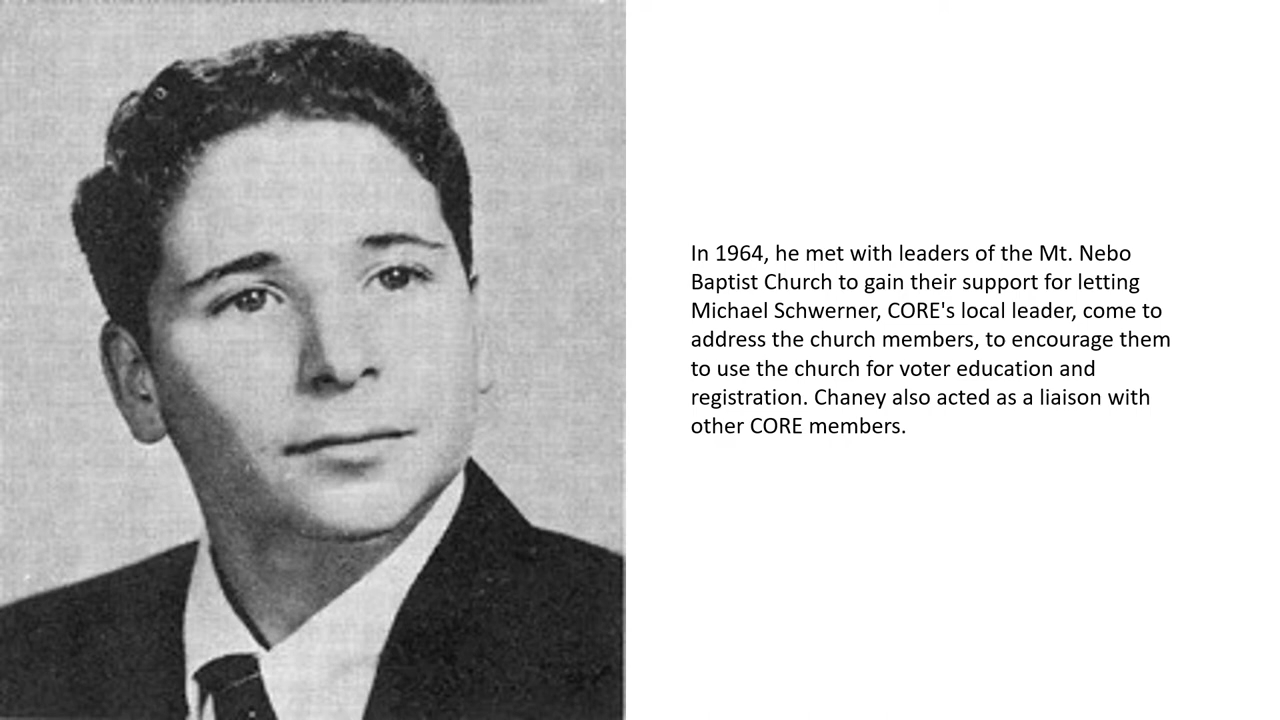 In 1964, he met with leaders of the Mt. Nebo
Baptist Church to gain their support for letting
Michael Schwerner, CORE's local leader, come to
address the church members, to encourage them
to use the church for voter education and
registration. Chaney also acted as a liaison with
other CORE members.